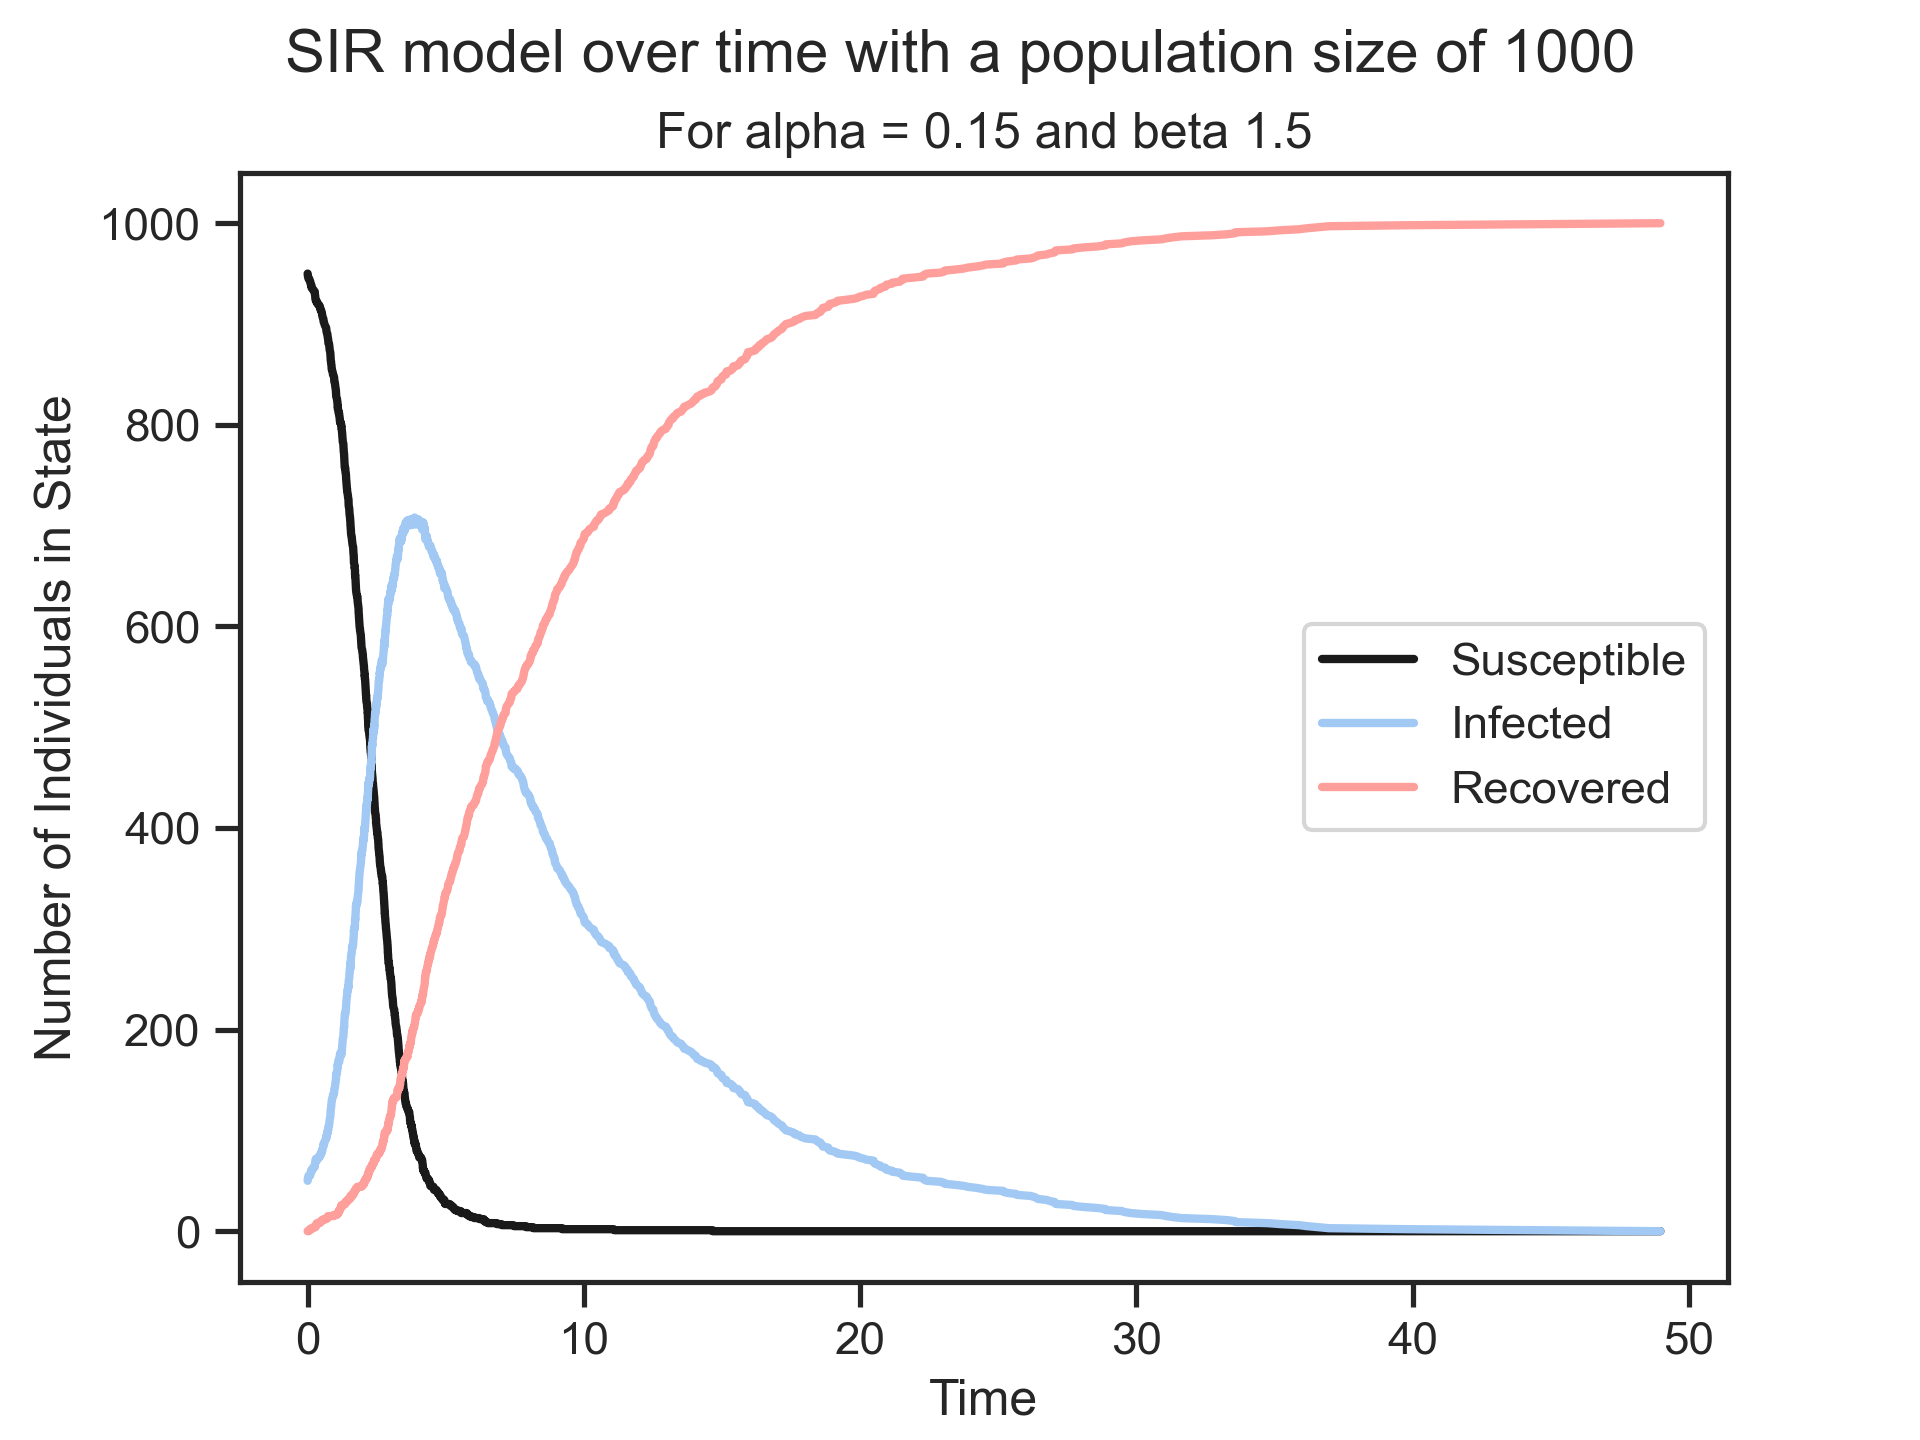 SIR model over time with a population size of 1000
For alpha = 0.15 and beta 1.5
Number of Individuals in State
1000
800
600
400
200
0
Susceptible
Infected
Recovered
0 10 20 30 40 50
Time